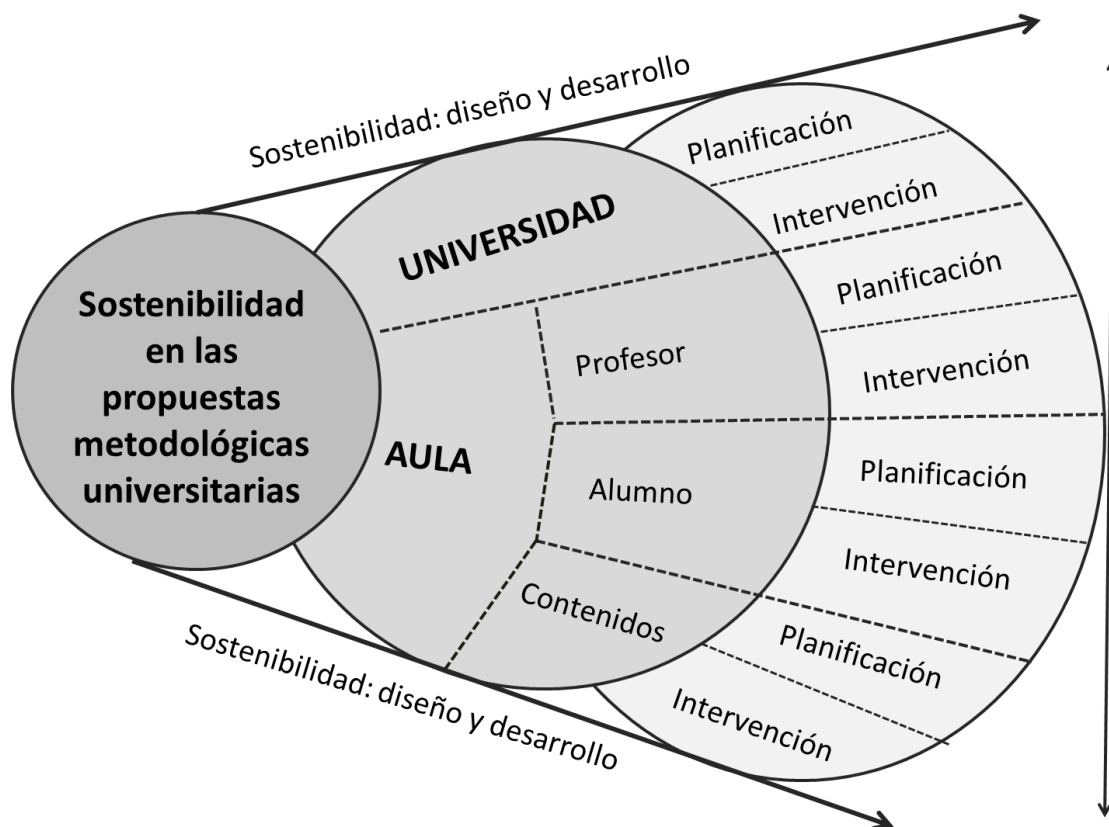 Sostenibilidad: diseño y desarrollo
Sostenibilidad
en las
propuestas
metodológicas
universitarias
UNIVERSIDAD
AULA
Profesor
Alumno
Contenidos
Planificación
Intervención
Planificación
Intervención
Planificación
Intervención
Planificación
Intervención
Sostenibilidad: diseño y desarrollo